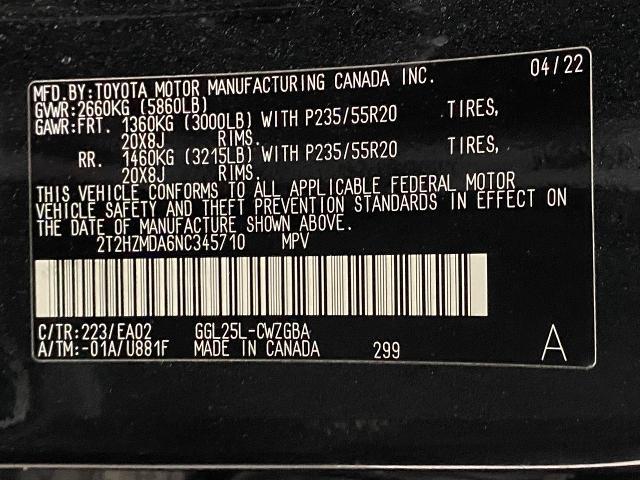 MFD.BY:TOYOTA MOTOR MANUFACTURING CANADA INC. 04/22
GVWR:2660KG (5860LB)
GAWR:FRT. 1360KG (3000LB) WITH P235/55R20 TIRES,
20X8J RIMS.
RR. 1460KG (3215LB) WITH P235/55R20 TIRES,
20X8J RIMS.
THIS VEHICLE CONFORMS TO ALL APPLICABLE FEDERAL MOTOR
VEHICLE SAFETY AND THEFT PREVENTION STANDARDS IN EFFECT ON
THE DATE OF MANUFACTURE SHOWN ABOVE.
2T2HZMDA6NC345710 MPV
C/TR:223/EA02 GGL25L-CWZGBA
A/TM:-01A/U881F MADE IN CANADA 299 A